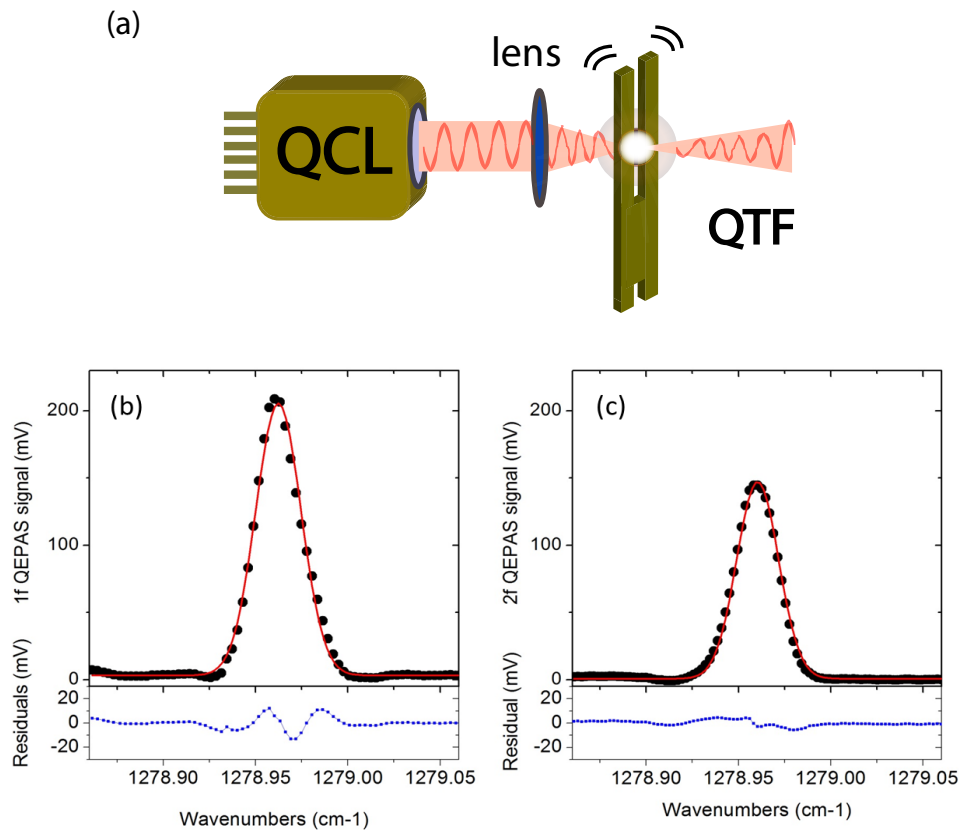 (a)
lens
QCL
QTF
(b)
1f QEPAS signal (mV)
200
100
0
Residuals (mV)
20
0
-20
1278.90
1278.95
1279.00
1279.05
Wavenumbers (cm-1)
(c)
2f QEPAS signal (mV)
200
100
0
Residual (mV)
20
0
-20
1278.90
1278.95
1279.00
1279.05
Wavenumbers (cm-1)